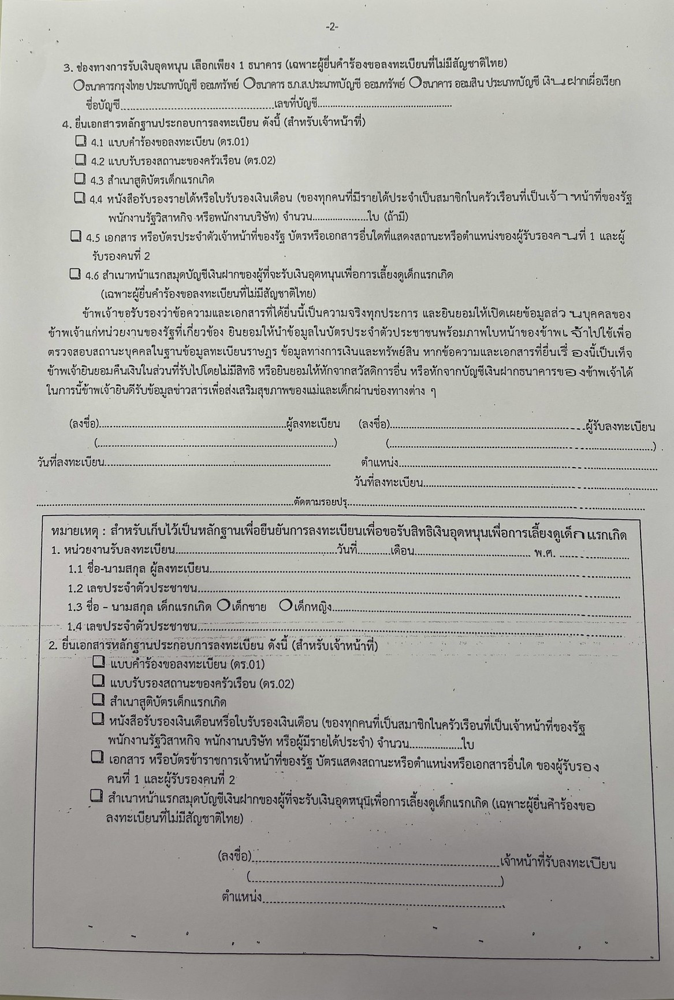 -2-
3. ช่องทางการรับเงินอุดหนุน เลือกเพียง 1 ธนาคาร (เฉพาะผู้ยื่นคำร้องขอลงทะเบียนที่ไม่มีสัญชาติไทย)
ธนาคารกรุงไทย ประเภทบัญชี ออมทรัพย์ ธนาคาร ธ.ก.ส.ประเภทบัญชี ออมทรัพย์ ธนาคาร ออมสิน ประเภทบัญชี เงินฝากเผื่อเรียก
ชื่อบัญชี........................................เลขที่บัญชี........................................
4. ยื่นเอกสารหลักฐานประกอบการลงทะเบียน ดังนี้ (สำหรับเจ้าหน้าที่)
4.1 แบบคำร้องขอลงทะเบียน (ดร.01)
4.2 แบบรับรองสถานะของครัวเรือน (ดร.02)
4.3 สำเนาสูติบัตรเด็กแรกเกิด
4.4 หนังสือรับรองรายได้หรือใบรับรองเงินเดือน (ของทุกคนที่มีรายได้ประจำเป็นสมาชิกในครัวเรือนที่เป็นเจ้าหน้าที่ของรัฐ
พนักงานรัฐวิสาหกิจ หรือพนักงานบริษัท) จำนวน....................ใบ (ถ้ามี)
4.5 เอกสาร หรือบัตรประจำตัวเจ้าหน้าที่ของรัฐ บัตรหรือเอกสารอื่นใดที่แสดงสถานะหรือตำแหน่งของผู้รับรองคนที่ 1 และผู้
รับรองคนที่ 2
4.6 สำเนาหน้าแรกสมุดบัญชีเงินฝากของผู้ที่จะรับเงินอุดหนุนเพื่อการเลี้ยงดูเด็กแรกเกิด
(เฉพาะผู้ยื่นคำร้องขอลงทะเบียนที่ไม่มีสัญชาติไทย)
ข้าพเจ้าขอรับรองว่าข้อความและเอกสารที่ได้ยื่นนี้เป็นความจริงทุกประการ และยินยอมให้เปิดเผยข้อมูลส่วนบุคคลของ
ข้าพเจ้าแก่หน่วยงานของรัฐที่เกี่ยวข้อง ยินยอมให้นำข้อมูลในบัตรประจำตัวประชาชนพร้อมภาพใบหน้าของข้าพเจ้าไปใช้เพื่อ
ตรวจสอบสถานะบุคคลในฐานข้อมูลทะเบียนราษฎร ข้อมูลทางการเงินและทรัพย์สิน หากข้อความและเอกสารที่ยื่นเรื่องนี้เป็นเท็จ
ข้าพเจ้ายินยอมคืนเงินในส่วนที่รับไปโดยไม่มีสิทธิ หรือยินยอมให้หักจากสวัสดิการอื่น หรือหักจากบัญชีเงินฝากธนาคารของข้าพเจ้าได้
ในการนี้ข้าพเจ้ายินดีรับข้อมูลข่าวสารเพื่อส่งเสริมสุขภาพของแม่และเด็กผ่านช่องทางต่าง ๆ
(ลงชื่อ)........................................ผู้ลงทะเบียน (ลงชื่อ)........................................ผู้รับลงทะเบียน
(........................................) (........................................)
วันที่ลงทะเบียน........................................ ตำแหน่ง........................................
วันที่ลงทะเบียน........................................
........................................ตัดตามรอยปรุ........................................
หมายเหตุ : สำหรับเก็บไว้เป็นหลักฐานเพื่อยืนยันการลงทะเบียนเพื่อขอรับสิทธิเงินอุดหนุนเพื่อการเลี้ยงดูเด็กแรกเกิด
1. หน่วยงานรับลงทะเบียน........................................วันที่............เดือน........................................ พ.ศ. ....................
1.1 ชื่อ-นามสกุล ผู้ลงทะเบียน........................................
1.2 เลขประจำตัวประชาชน........................................
1.3 ชื่อ – นามสกุล เด็กแรกเกิด เด็กชาย เด็กหญิง........................................
1.4 เลขประจำตัวประชาชน........................................
2. ยื่นเอกสารหลักฐานประกอบการลงทะเบียน ดังนี้ (สำหรับเจ้าหน้าที่)
แบบคำร้องขอลงทะเบียน (ดร.01)
แบบรับรองสถานะของครัวเรือน (ดร.02)
สำเนาสูติบัตรเด็กแรกเกิด
หนังสือรับรองเงินเดือนหรือใบรับรองเงินเดือน (ของทุกคนที่เป็นสมาชิกในครัวเรือนที่เป็นเจ้าหน้าที่ของรัฐ
พนักงานรัฐวิสาหกิจ พนักงานบริษัท หรือผู้มีรายได้ประจำ) จำนวน....................ใบ
เอกสาร หรือบัตรข้าราชการเจ้าหน้าที่ของรัฐ บัตรแสดงสถานะหรือตำแหน่งหรือเอกสารอื่นใด ของผู้รับรอง
คนที่ 1 และผู้รับรองคนที่ 2
สำเนาหน้าแรกสมุดบัญชีเงินฝากของผู้ที่จะรับเงินอุดหนุนเพื่อการเลี้ยงดูเด็กแรกเกิด (เฉพาะผู้ยื่นคำร้องขอ
ลงทะเบียนที่ไม่มีสัญชาติไทย)
(ลงชื่อ)........................................เจ้าหน้าที่รับลงทะเบียน
(........................................)
ตำแหน่ง........................................